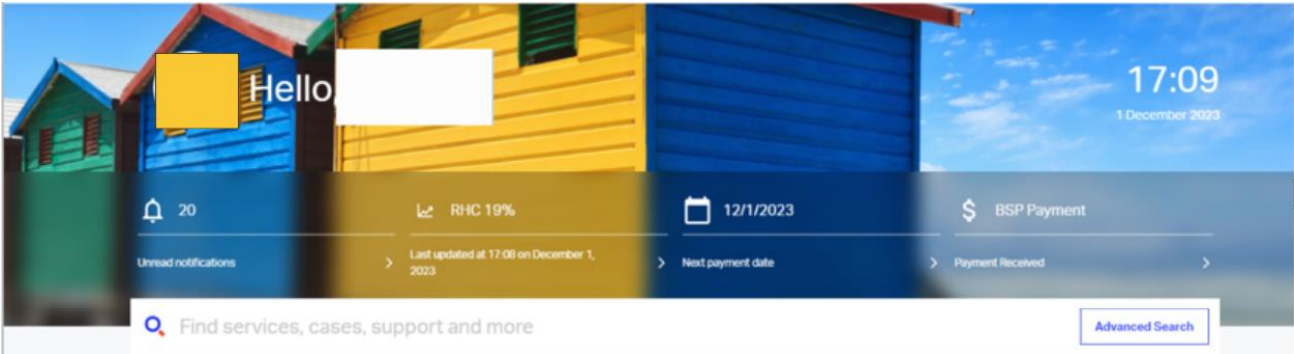 Hello,
17:09
1 December 2023
20
RHC 19%
12/1/2023
BSP Payment
Unread notifications
Last updated at 17:08 on December 1,
2023
Next payment date
Payment Received
Find services, cases, support and more
Advanced Search